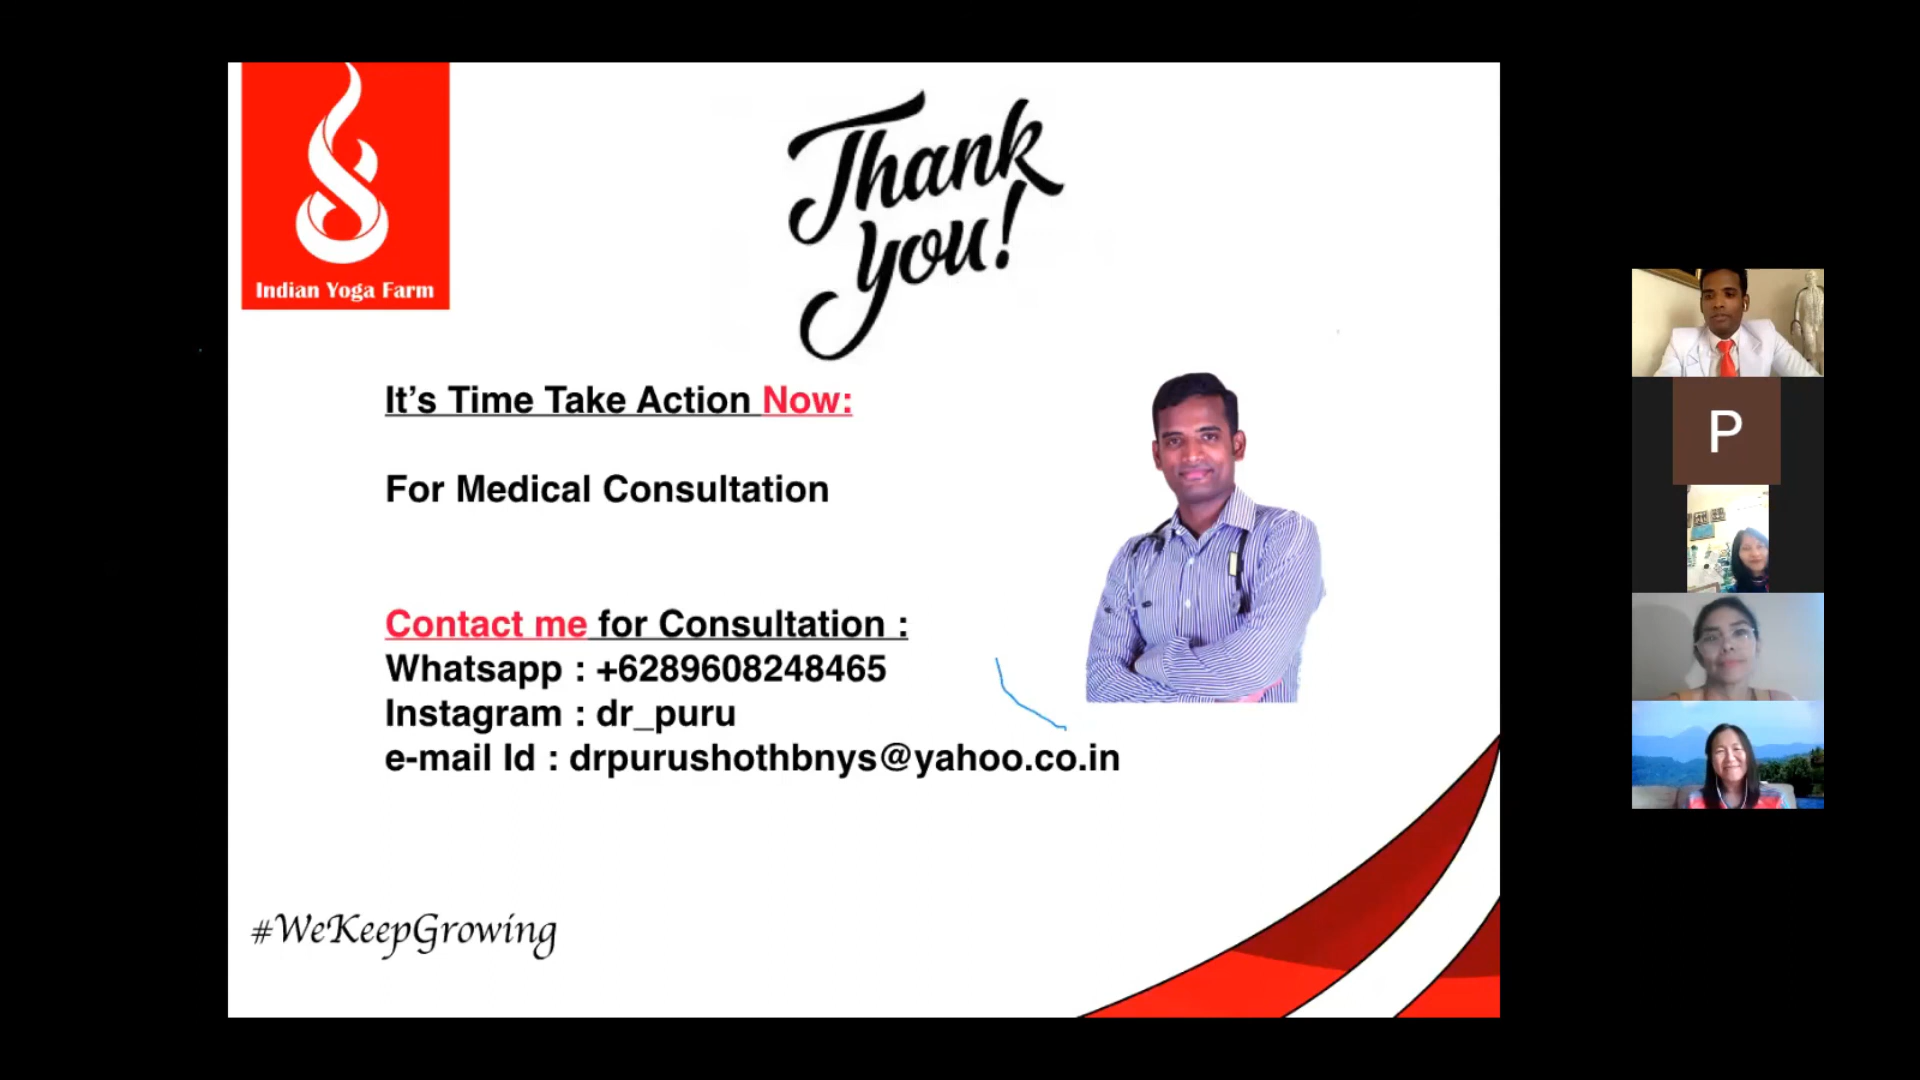 Indian Yoga Farm
Thank
you!
It’s Time Take Action Now:
For Medical Consultation
Contact me for Consultation :
Whatsapp : +6289608248465
Instagram : dr_puru
e-mail Id : drpurushothbnys@yahoo.co.in
#WeKeepGrowing
P